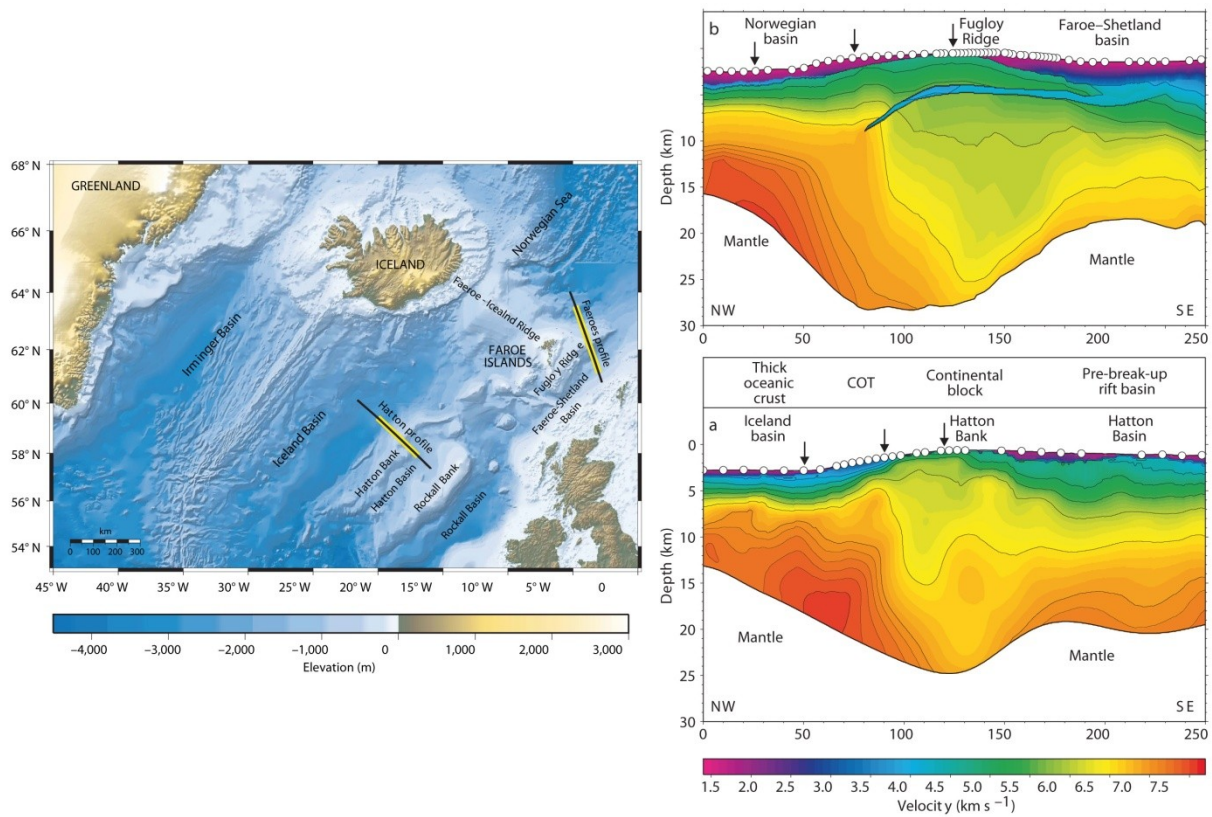 68° N
66° N
64° N
62° N
60° N
58° N
56° N
54° N
GREENLAND
ICELAND
Norwegian Sea
Irminger Basin
Faeroe - Icealnd Ridge
FAROE
ISLANDS
Fuglo y Ridg e
Faeroes profile
Faeroe-Shetland
Basin
Iceland Basin
Hatton pro file
Hatton Bank
Hatton Basin
Rockall Bank
Rockall Basin
km
0 100 200 300
45° W 40° W 35° W 30° W 25° W 20° W 15° W 10° W 5° W 0°
−4,000 −3,000 −2,000 −1,000 0 1,000 2,000 3,000
Elevation (m)
b
Norwegian
basin
Fugloy
Ridge
Faroe–Shetland
basin
Depth (km)
10
15
20
25
30
Mantle
Mantle
NW
SE
0 50 100 150 200 250
Thick
oceanic
crust
COT
Continental
block
Pre-break-up
rift basin
a
Iceland
basin
Hatton
Bank
Hatton
Basin
Depth (km)
0
5
10
15
20
25
30
Mantle
Mantle
NW
S E
0 50 100 150 200 250
1.5 2.0 2.5 3.0 3.5 4.0 4.5 5.0 5.5 6.0 6.5 7.0 7.5
Velocit y (km s −1)